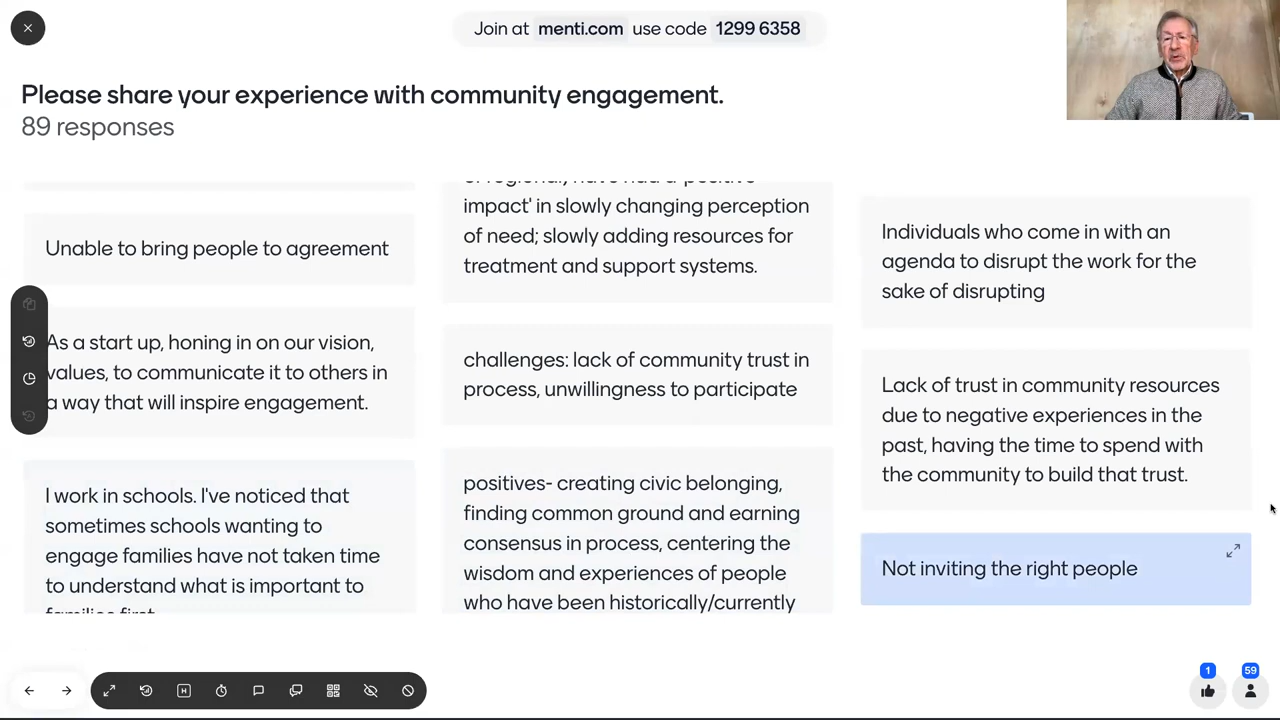 Join at menti.com use code 1299 6358
Please share your experience with community engagement.
89 responses
Unable to bring people to agreement
As a start up, honing in on our vision,
values, to communicate it to others in
a way that will inspire engagement.
I work in schools. I've noticed that
sometimes schools wanting to
engage families have not taken time
to understand what is important to
families first
or regional, have had a 'positive
impact' in slowly changing perception
of need; slowly adding resources for
treatment and support systems.
challenges: lack of community trust in
process, unwillingness to participate
positives- creating civic belonging,
finding common ground and earning
consensus in process, centering the
wisdom and experiences of people
who have been historically/currently
Individuals who come in with an
agenda to disrupt the work for the
sake of disrupting
Lack of trust in community resources
due to negative experiences in the
past, having the time to spend with
the community to build that trust.
Not inviting the right people
1
59